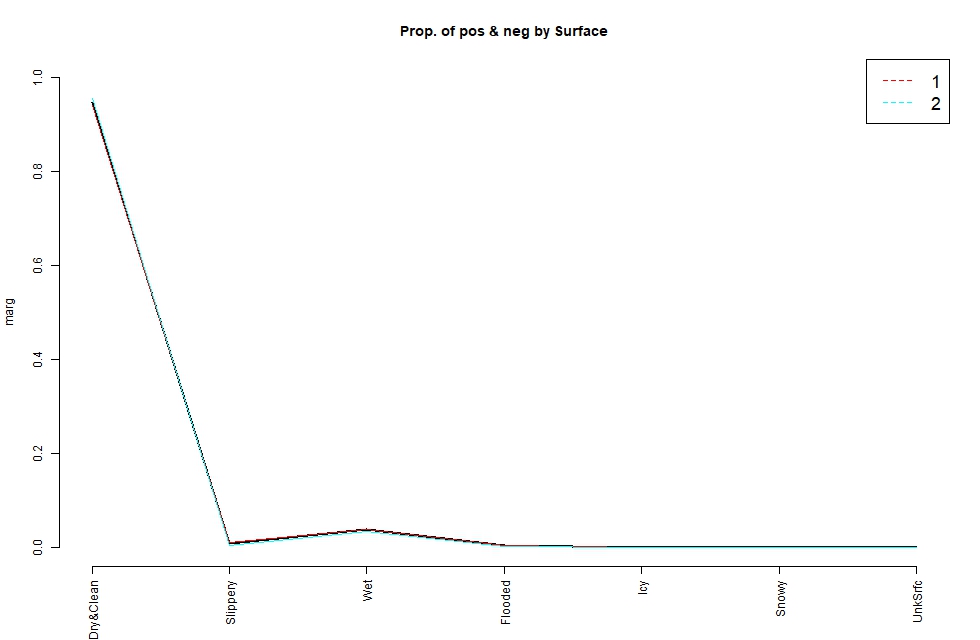 Prop. of pos & neg by Surface
1
2
marg
1.0
0.8
0.6
0.4
0.2
0.0
Dry&Clean
Slippery
Wet
Flooded
Icy
Snowy
UnkSrfc